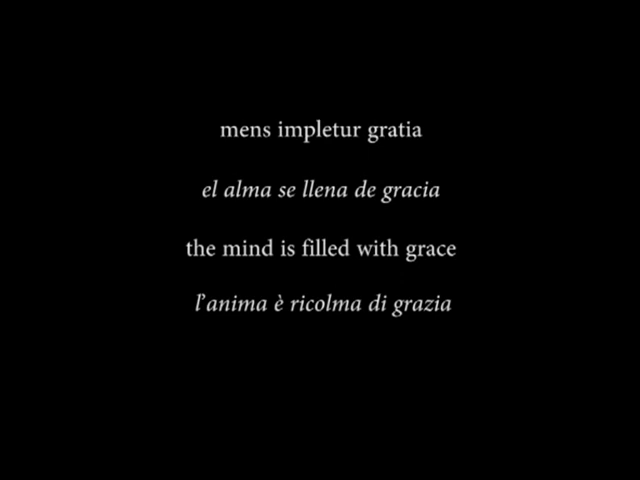 mens impletur gratia
el alma se llena de gracia
the mind is filled with grace
l'anima è ricolma di grazia